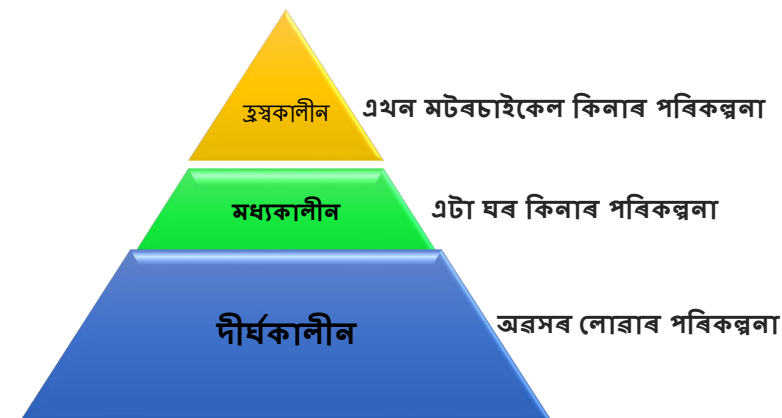 হ্ৰস্বকালীন এখন মটৰচাইকেল কিনাৰ পৰিকল্পনা
মধ্যকালীন এটা ঘৰ কিনাৰ পৰিকল্পনা
দীৰ্ঘকালীন অৱসৰ লোৱাৰ পৰিকল্পনা